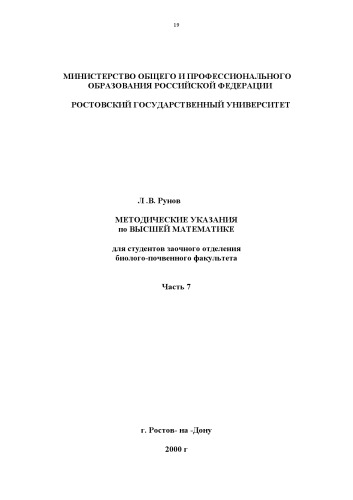 19
МИНИСТЕРСТВО ОБЩЕГО И ПРОФЕССИОНАЛЬНОГО
ОБРАЗОВАНИЯ РОССИЙСКОЙ ФЕДЕРАЦИИ
РОСТОВСКИЙ ГОСУДАРСТВЕННЫЙ УНИВЕРСИТЕТ
Л .В. Рунов
МЕТОДИЧЕСКИЕ УКАЗАНИЯ
по ВЫСШЕЙ МАТЕМАТИКЕ
для студентов заочного отделения
биолого-почвенного факультета
Часть 7
г. Ростов- на -Дону
2000 г